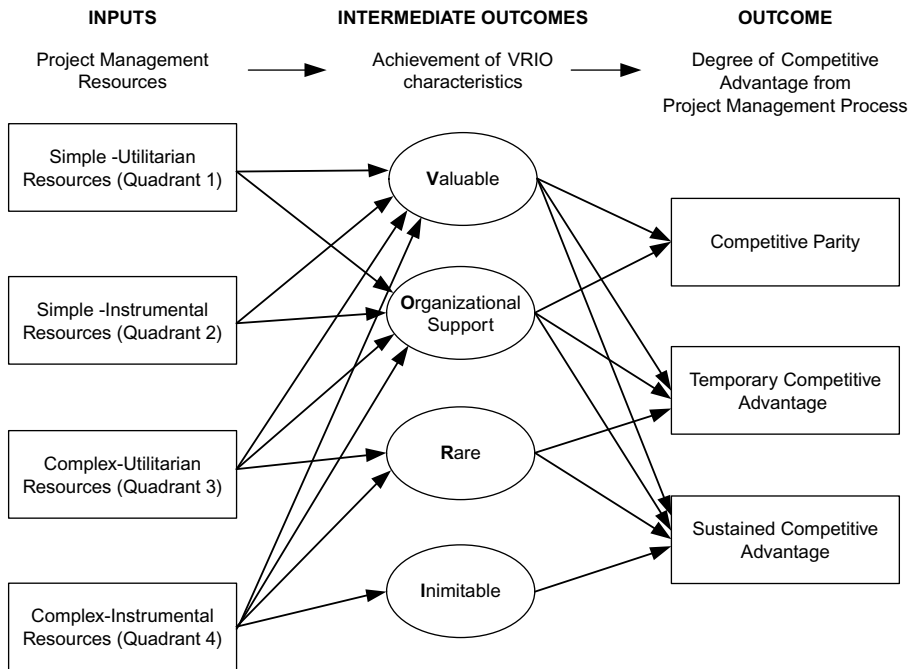 INPUTS
INTERMEDIATE OUTCOMES
OUTCOME
Project Management
Resources
Achievement of VRIO
characteristics
Degree of Competitive
Advantage from
Project Management Process
Simple -Utilitarian
Resources (Quadrant 1)
Simple -Instrumental
Resources (Quadrant 2)
Complex-Utilitarian
Resources (Quadrant 3)
Complex-Instrumental
Resources (Quadrant 4)
Valuable
Organizational
Support
Rare
Inimitable
Competitive Parity
Temporary Competitive
Advantage
Sustained Competitive
Advantage